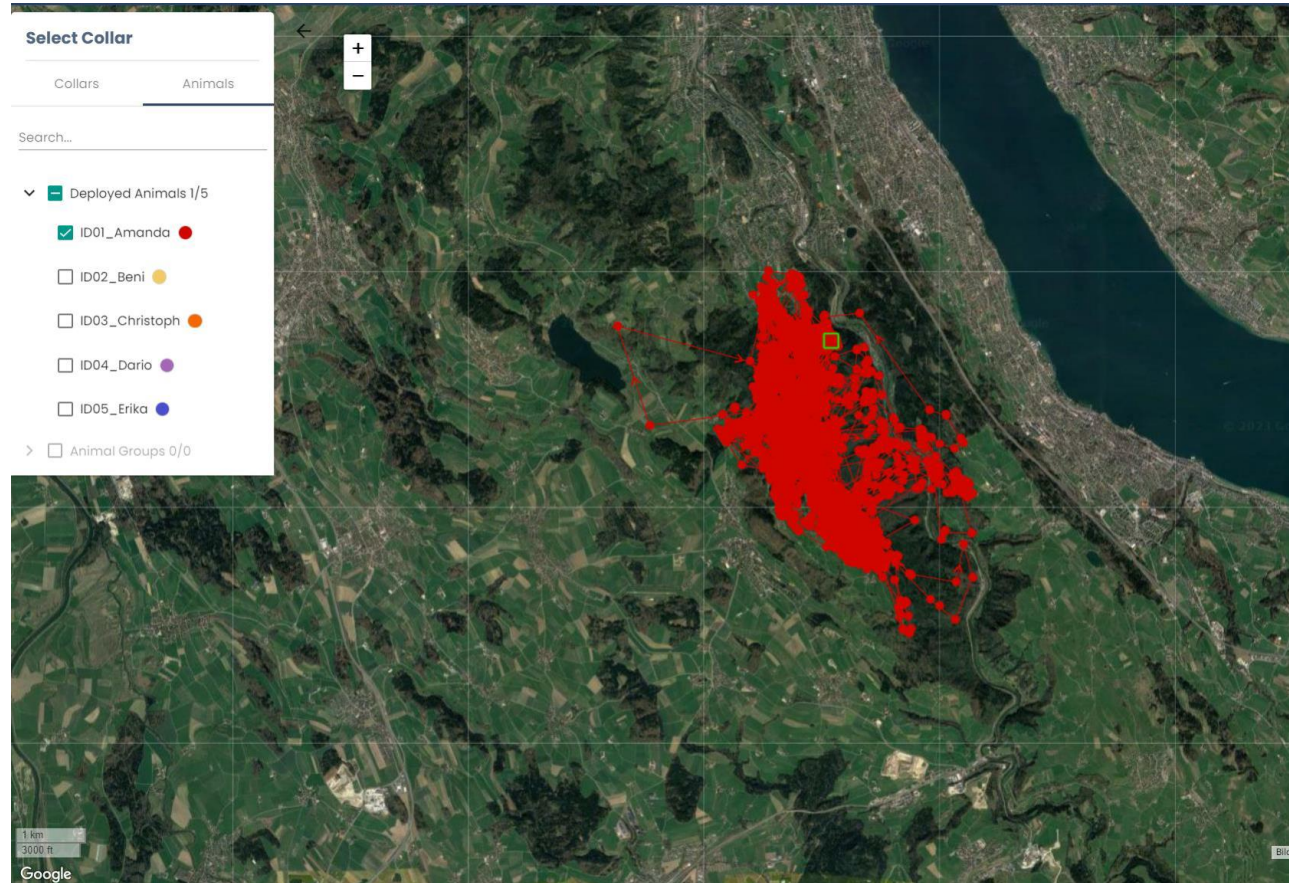 Select Collar
Collars
Animals
Search...
Deployed Animals 1/5
ID01_Amanda
ID02_Beni
ID03_Christoph
ID04_Dario
ID05_Erika
Animal Groups 0/0
+
−
1 km
3000 ft
Google